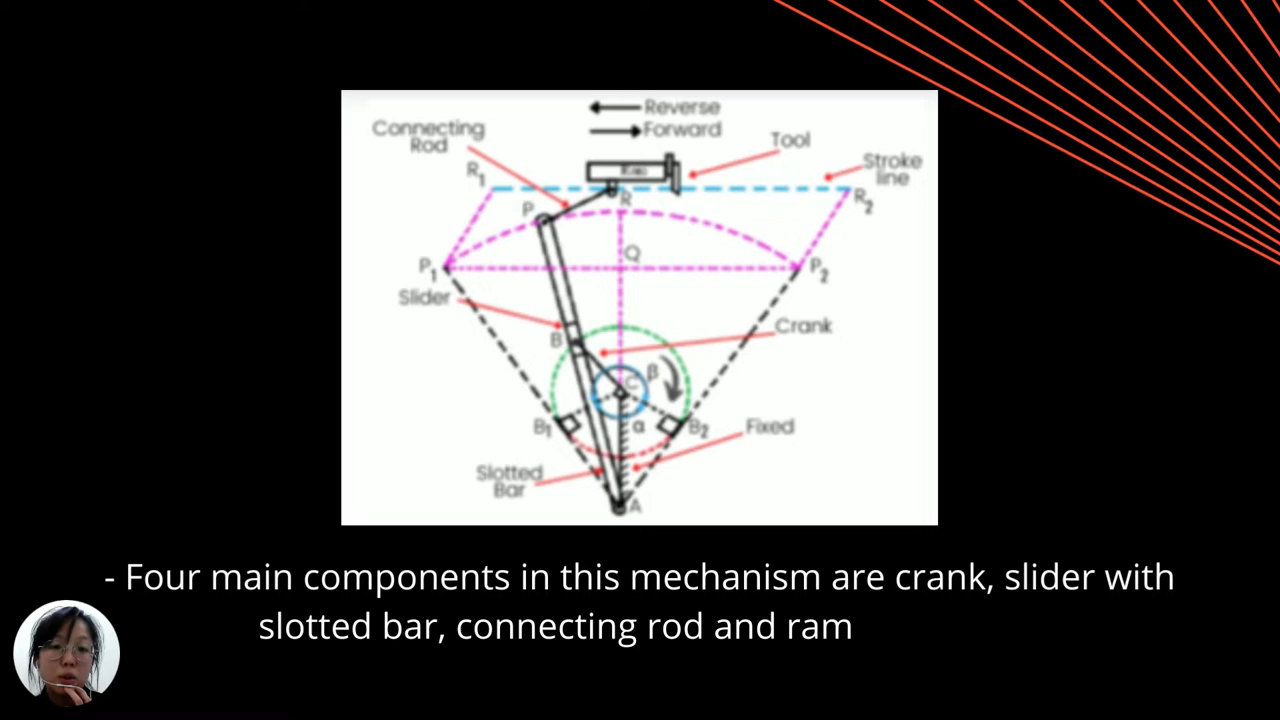 Reverse
Forward
Connecting
Rod
Tool
Stroke
line
R1
Ram
R
R2
P
Q
P1
P2
Slider
Crank
B
β
C
B1
α
B2
Fixed
Slotted
Bar
A
- Four main components in this mechanism are crank, slider with
slotted bar, connecting rod and ram